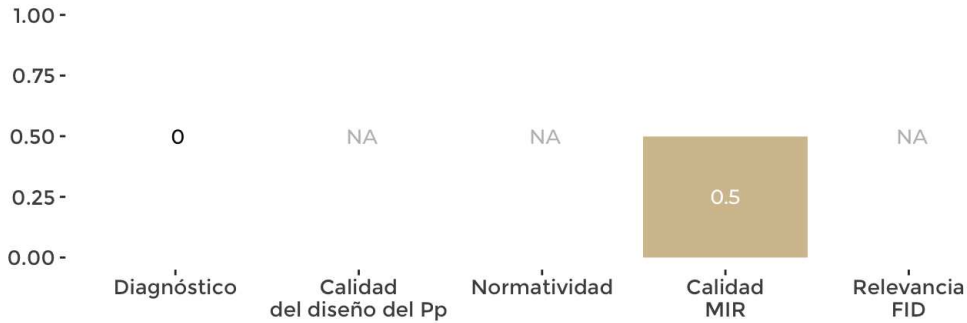 1.00
0.75
0.50
0.25
0.00
0
NA
NA
0.5
NA
Diagnóstico
Calidad
del diseño del Pp
Normatividad
Calidad
MIR
Relevancia
FID